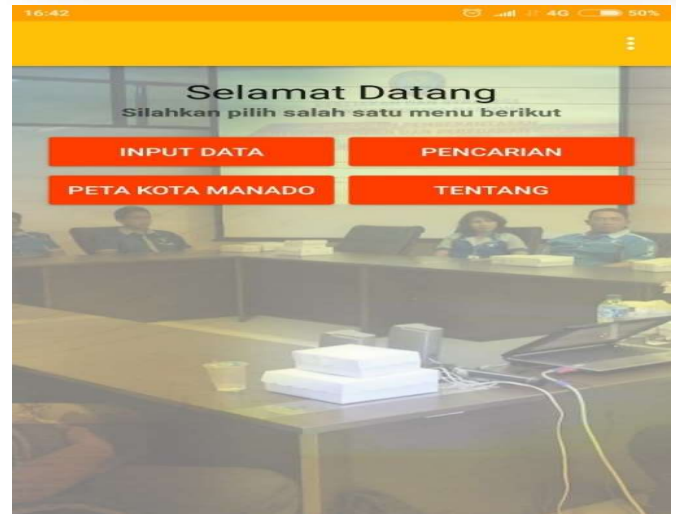 16:42 4G 50%
Selamat Datang
Silahkan pilih salah satu menu berikut
INPUT DATA PENCARIAN
PETA KOTA MANADO TENTANG